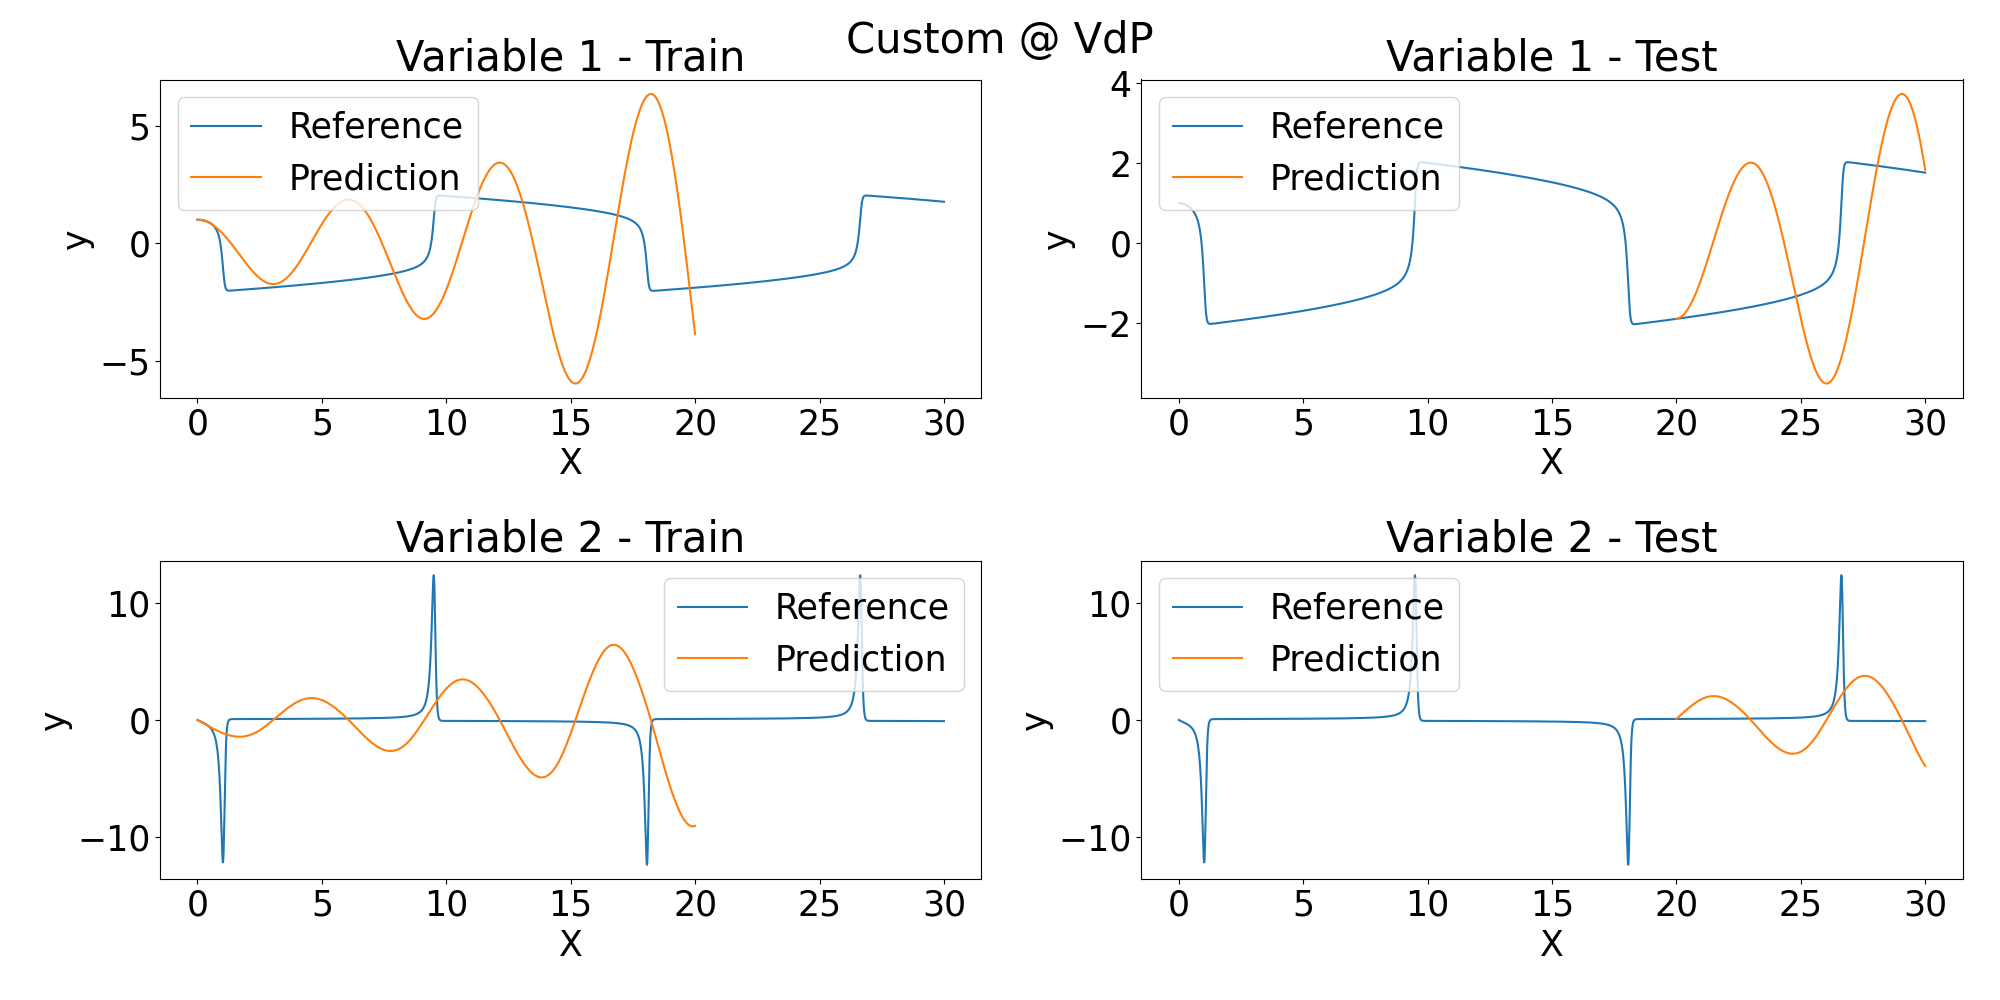 Custom @ VdP
Variable 1 - Train
Reference
Prediction
5
0
−5
y
0 5 10 15 20 25 30
X
Variable 1 - Test
Reference
Prediction
4
2
0
−2
y
0 5 10 15 20 25 30
X
Variable 2 - Train
Reference
Prediction
10
0
−10
y
0 5 10 15 20 25 30
X
Variable 2 - Test
Reference
Prediction
10
0
−10
y
0 5 10 15 20 25 30
X